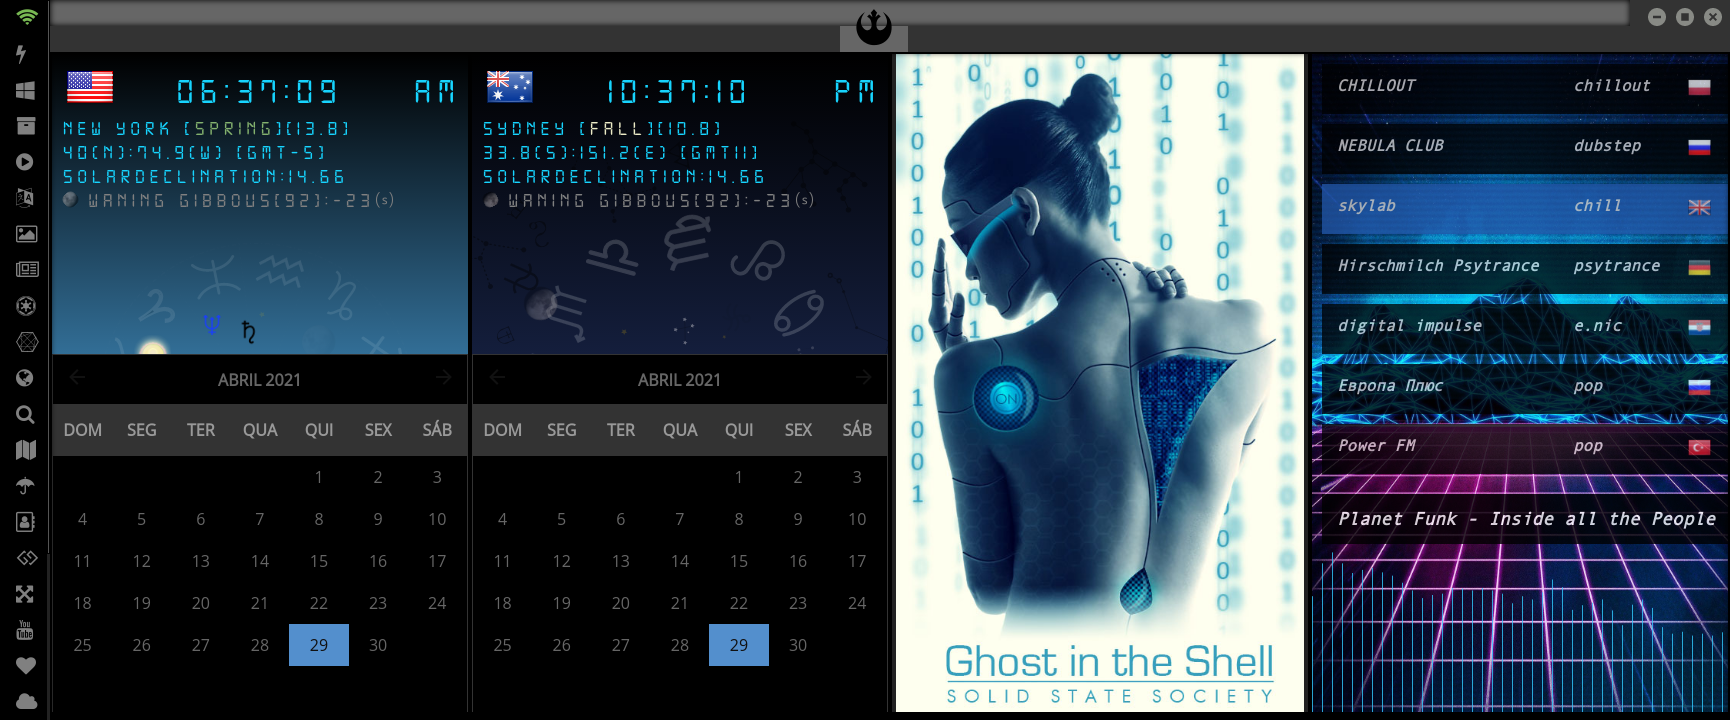 06:37:09 AM
NEW YORK [SPRING][13.8]
40(N):74.9(W) [GMT-5]
SOLARDECLINATION:14.66
WANING GIBBOUS[92]:-23(s)
ABRIL 2021
DOM SEG TER QUA QUI SEX SÁB
1 2 3
4 5 6 7 8 9 10
11 12 13 14 15 16 17
18 19 20 21 22 23 24
25 26 27 28 29 30
10:37:10 PM
SYDNEY [FALL][10.8]
33.8(S):151.2(E) [GMT11]
SOLARDECLINATION:14.66
WANING GIBBOUS[92]:-23(s)
ABRIL 2021
DOM SEG TER QUA QUI SEX SÁB
1 2 3
4 5 6 7 8 9 10
11 12 13 14 15 16 17
18 19 20 21 22 23 24
25 26 27 28 29 30
ON
Ghost in the Shell
SOLID STATE SOCIETY
CHILLOUT chillout
NEBULA CLUB dubstep
skylab chill
Hirschmilch Psytrance psytrance
digital impulse e.nic
Европа Плюс pop
Power FM pop
Planet Funk - Inside all the People
You
Tube